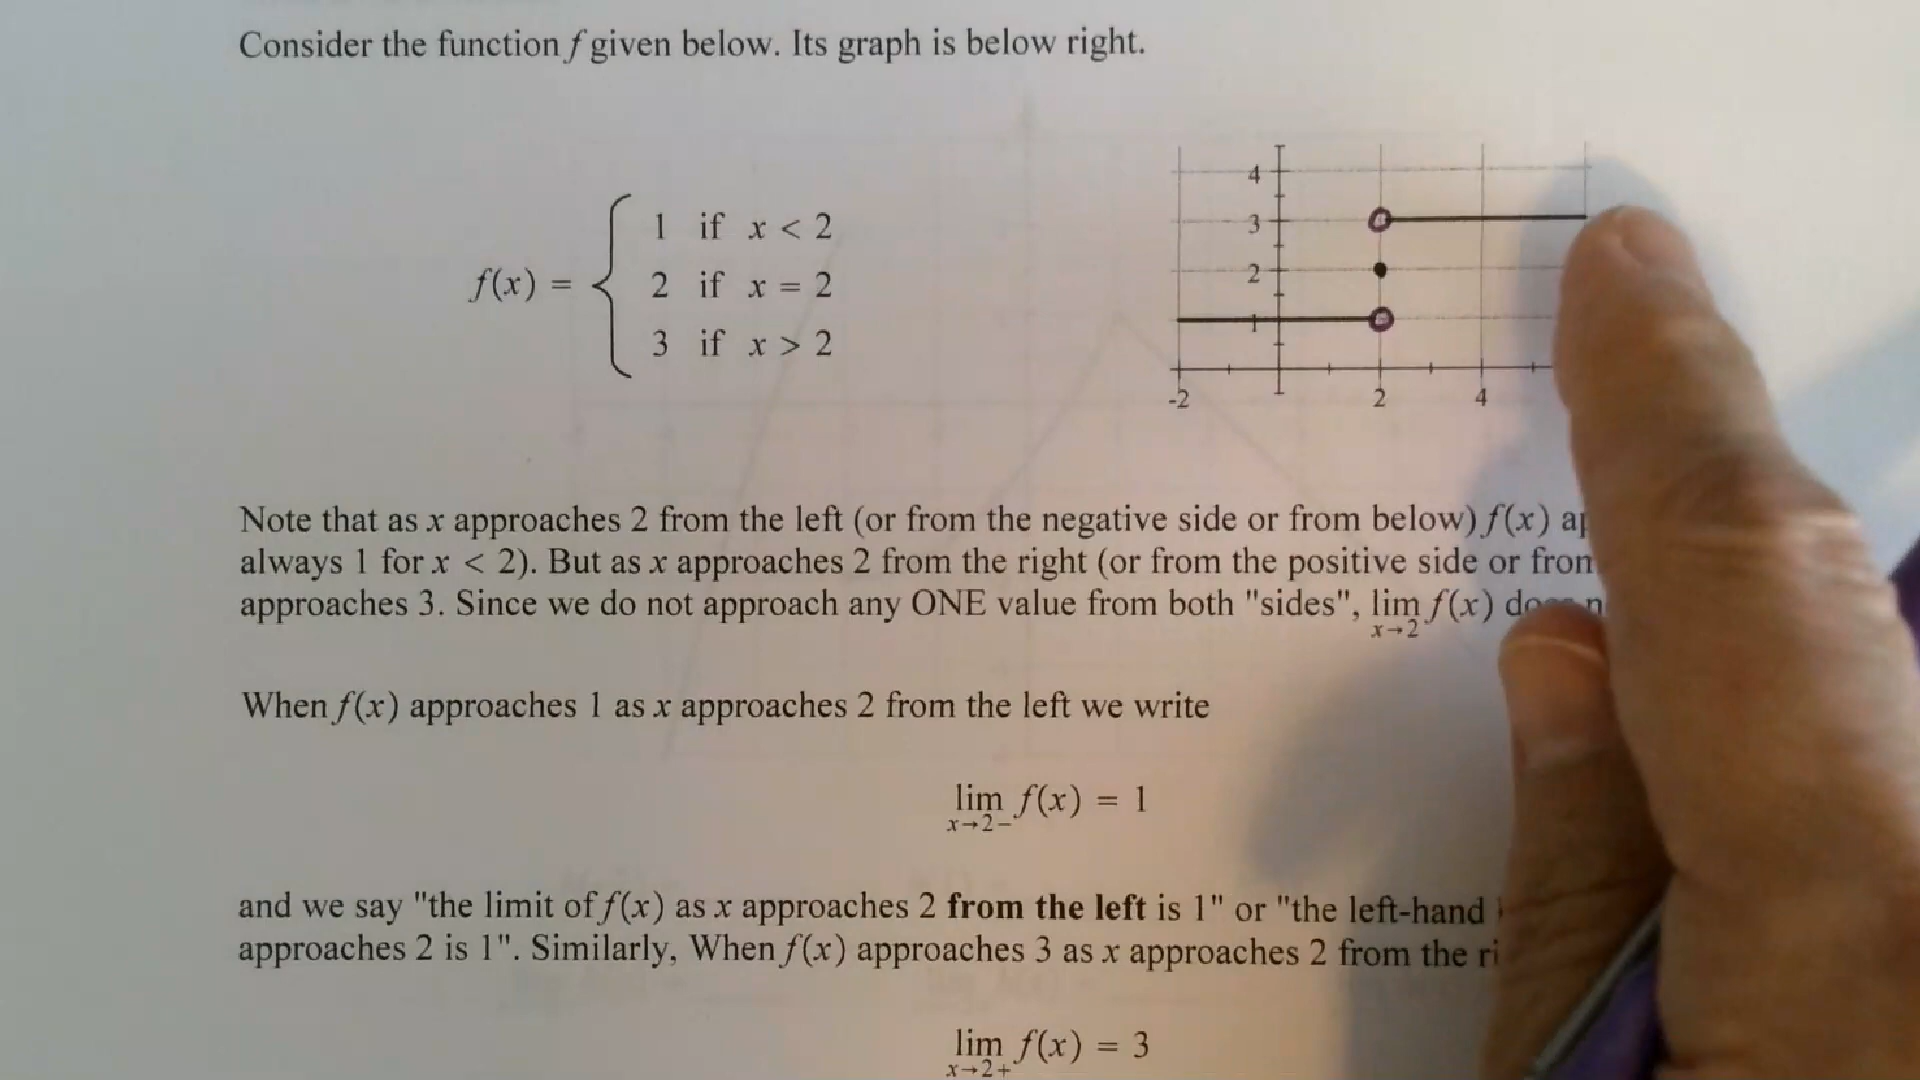 Consider the function f given below. Its graph is below right.
f(x) = { 1 if x < 2
2 if x = 2
3 if x > 2
4
3
2
1
-2 2 4
Note that as x approaches 2 from the left (or from the negative side or from below) f(x)
always 1 for x < 2). But as x approaches 2 from the right (or from the positive side or
approaches 3. Since we do not approach any ONE value from both "sides", lim f(x)
x→2
When f(x) approaches 1 as x approaches 2 from the left we write
lim f(x) = 1
x→2−
and we say "the limit of f(x) as x approaches 2 from the left is 1" or "the left-hand
approaches 2 is 1". Similarly, When f(x) approaches 3 as x approaches 2 from the
lim f(x) = 3
x→2+